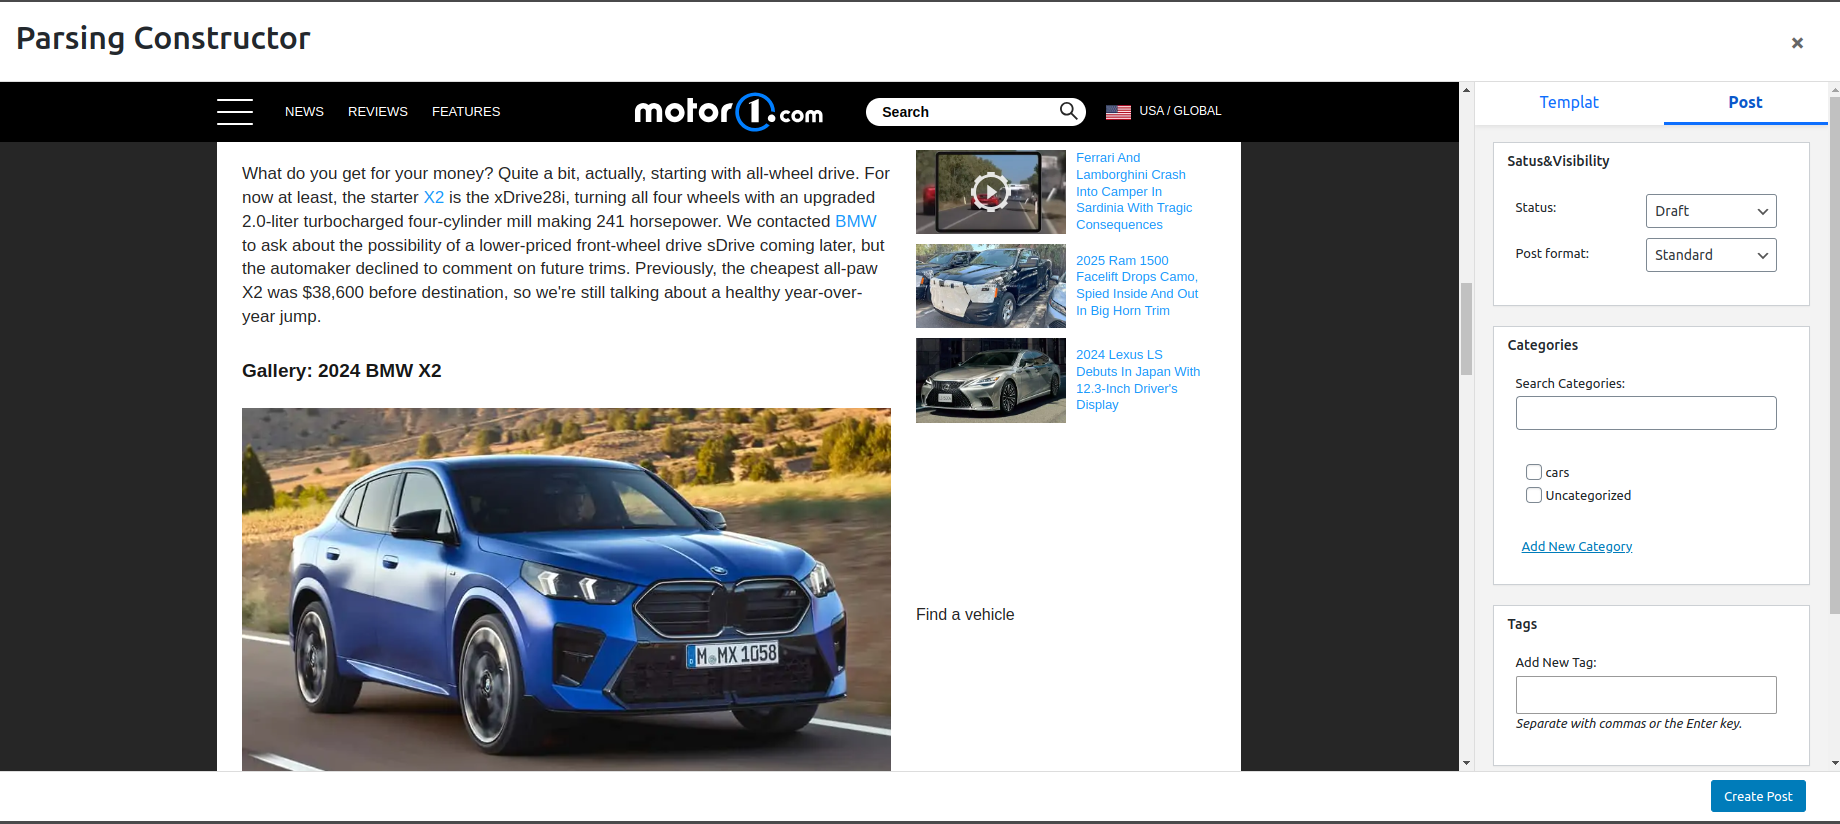 Parsing Constructor
×
NEWS REVIEWS FEATURES
motor1.com
Search
USA / GLOBAL
What do you get for your money? Quite a bit, actually, starting with all-wheel drive. For
now at least, the starter X2 is the xDrive28i, turning all four wheels with an upgraded
2.0-liter turbocharged four-cylinder mill making 241 horsepower. We contacted BMW
to ask about the possibility of a lower-priced front-wheel drive sDrive coming later, but
the automaker declined to comment on future trims. Previously, the cheapest all-paw
X2 was $38,600 before destination, so we're still talking about a healthy year-over-
year jump.
Gallery: 2024 BMW X2
M MX 1058
Ferrari And
Lamborghini Crash
Into Camper In
Sardinia With Tragic
Consequences
2025 Ram 1500
Facelift Drops Camo,
Spied Inside And Out
In Big Horn Trim
2024 Lexus LS
Debuts In Japan With
12.3-Inch Driver's
Display
Find a vehicle
Templat
Post
Satus&Visibility
Status:
Draft
Post format:
Standard
Categories
Search Categories:
cars
Uncategorized
Add New Category
Tags
Add New Tag:
Separate with commas or the Enter key.
Create Post